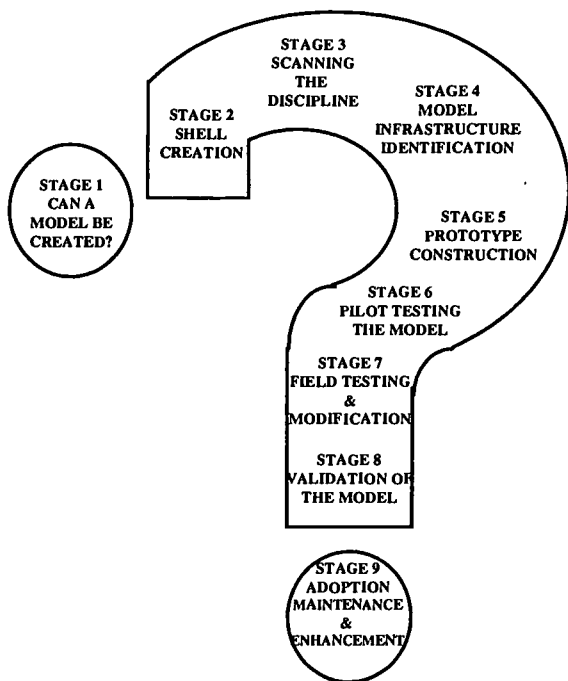 STAGE 1
CAN A
MODEL BE
CREATED?
STAGE 2
SHELL
CREATION
STAGE 3
SCANNING
THE
DISCIPLINE
STAGE 4
MODEL
INFRASTRUCTURE
IDENTIFICATION
STAGE 5
PROTOTYPE
CONSTRUCTION
STAGE 6
PILOT TESTING
THE MODEL
STAGE 7
FIELD TESTING
&
MODIFICATION
STAGE 8
VALIDATION OF
THE MODEL
STAGE 9
ADOPTION
MAINTENANCE
&
ENHANCEMENT